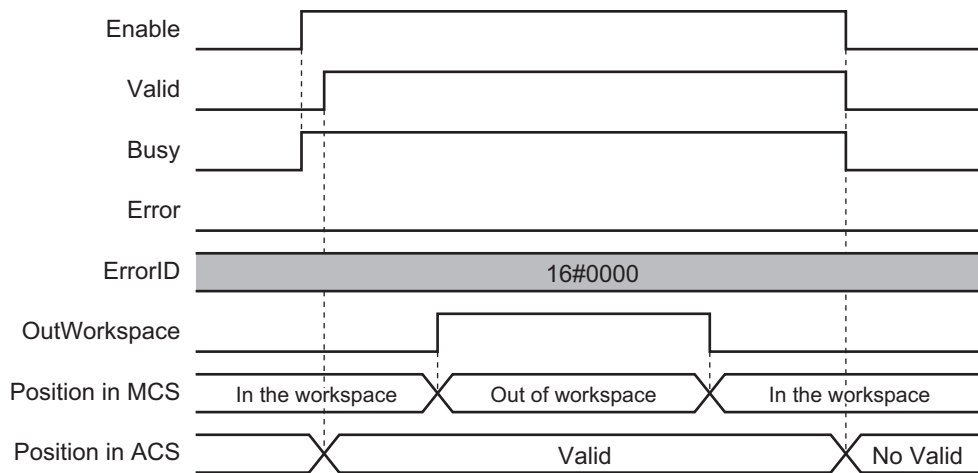 Enable
Valid
Busy
Error
ErrorID
16#0000
OutWorkspace
Position in MCS
In the workspace
Out of workspace
In the workspace
Position in ACS
Valid
No Valid